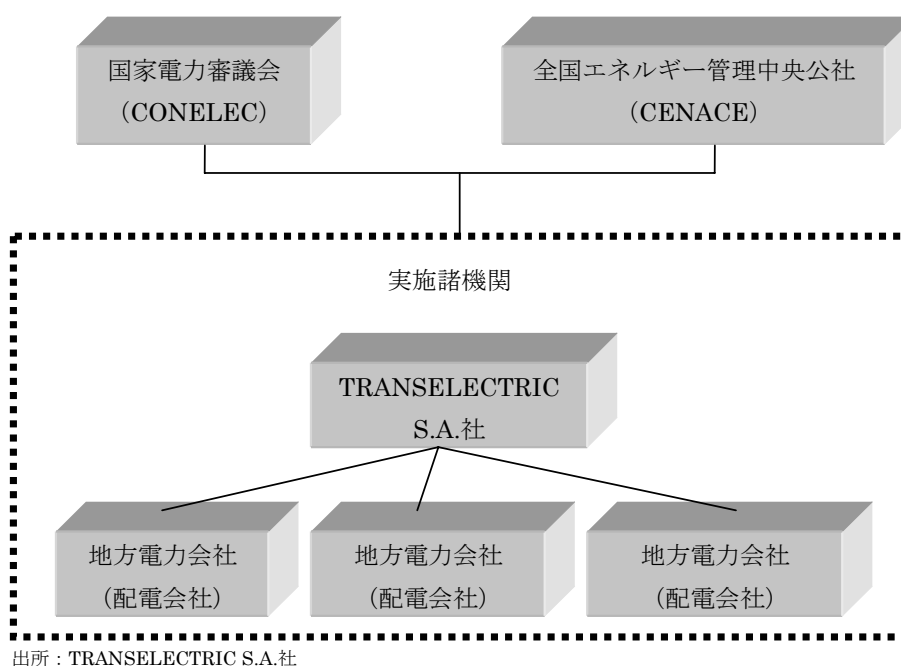 国家電力審議会
（CONELEC）
全国エネルギー管理中央公社
（CENACE）
実施諸機関
TRANSELECTRIC
S.A.社
地方電力会社
（配電会社）
地方電力会社
（配電会社）
地方電力会社
（配電会社）
出所：TRANSELECTRIC S.A.社